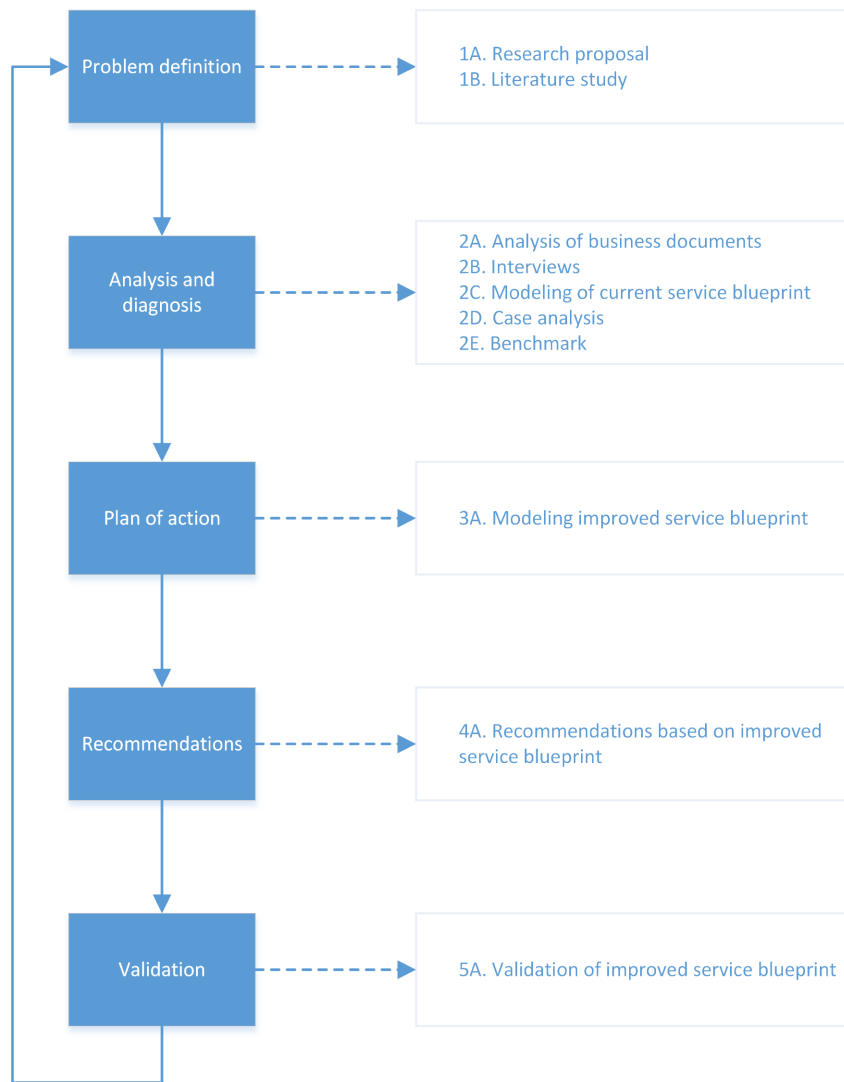 Problem definition
1A. Research proposal
1B. Literature study
Analysis and
diagnosis
2A. Analysis of business documents
2B. Interviews
2C. Modeling of current service blueprint
2D. Case analysis
2E. Benchmark
Plan of action
3A. Modeling improved service blueprint
Recommendations
4A. Recommendations based on improved
service blueprint
Validation
5A. Validation of improved service blueprint